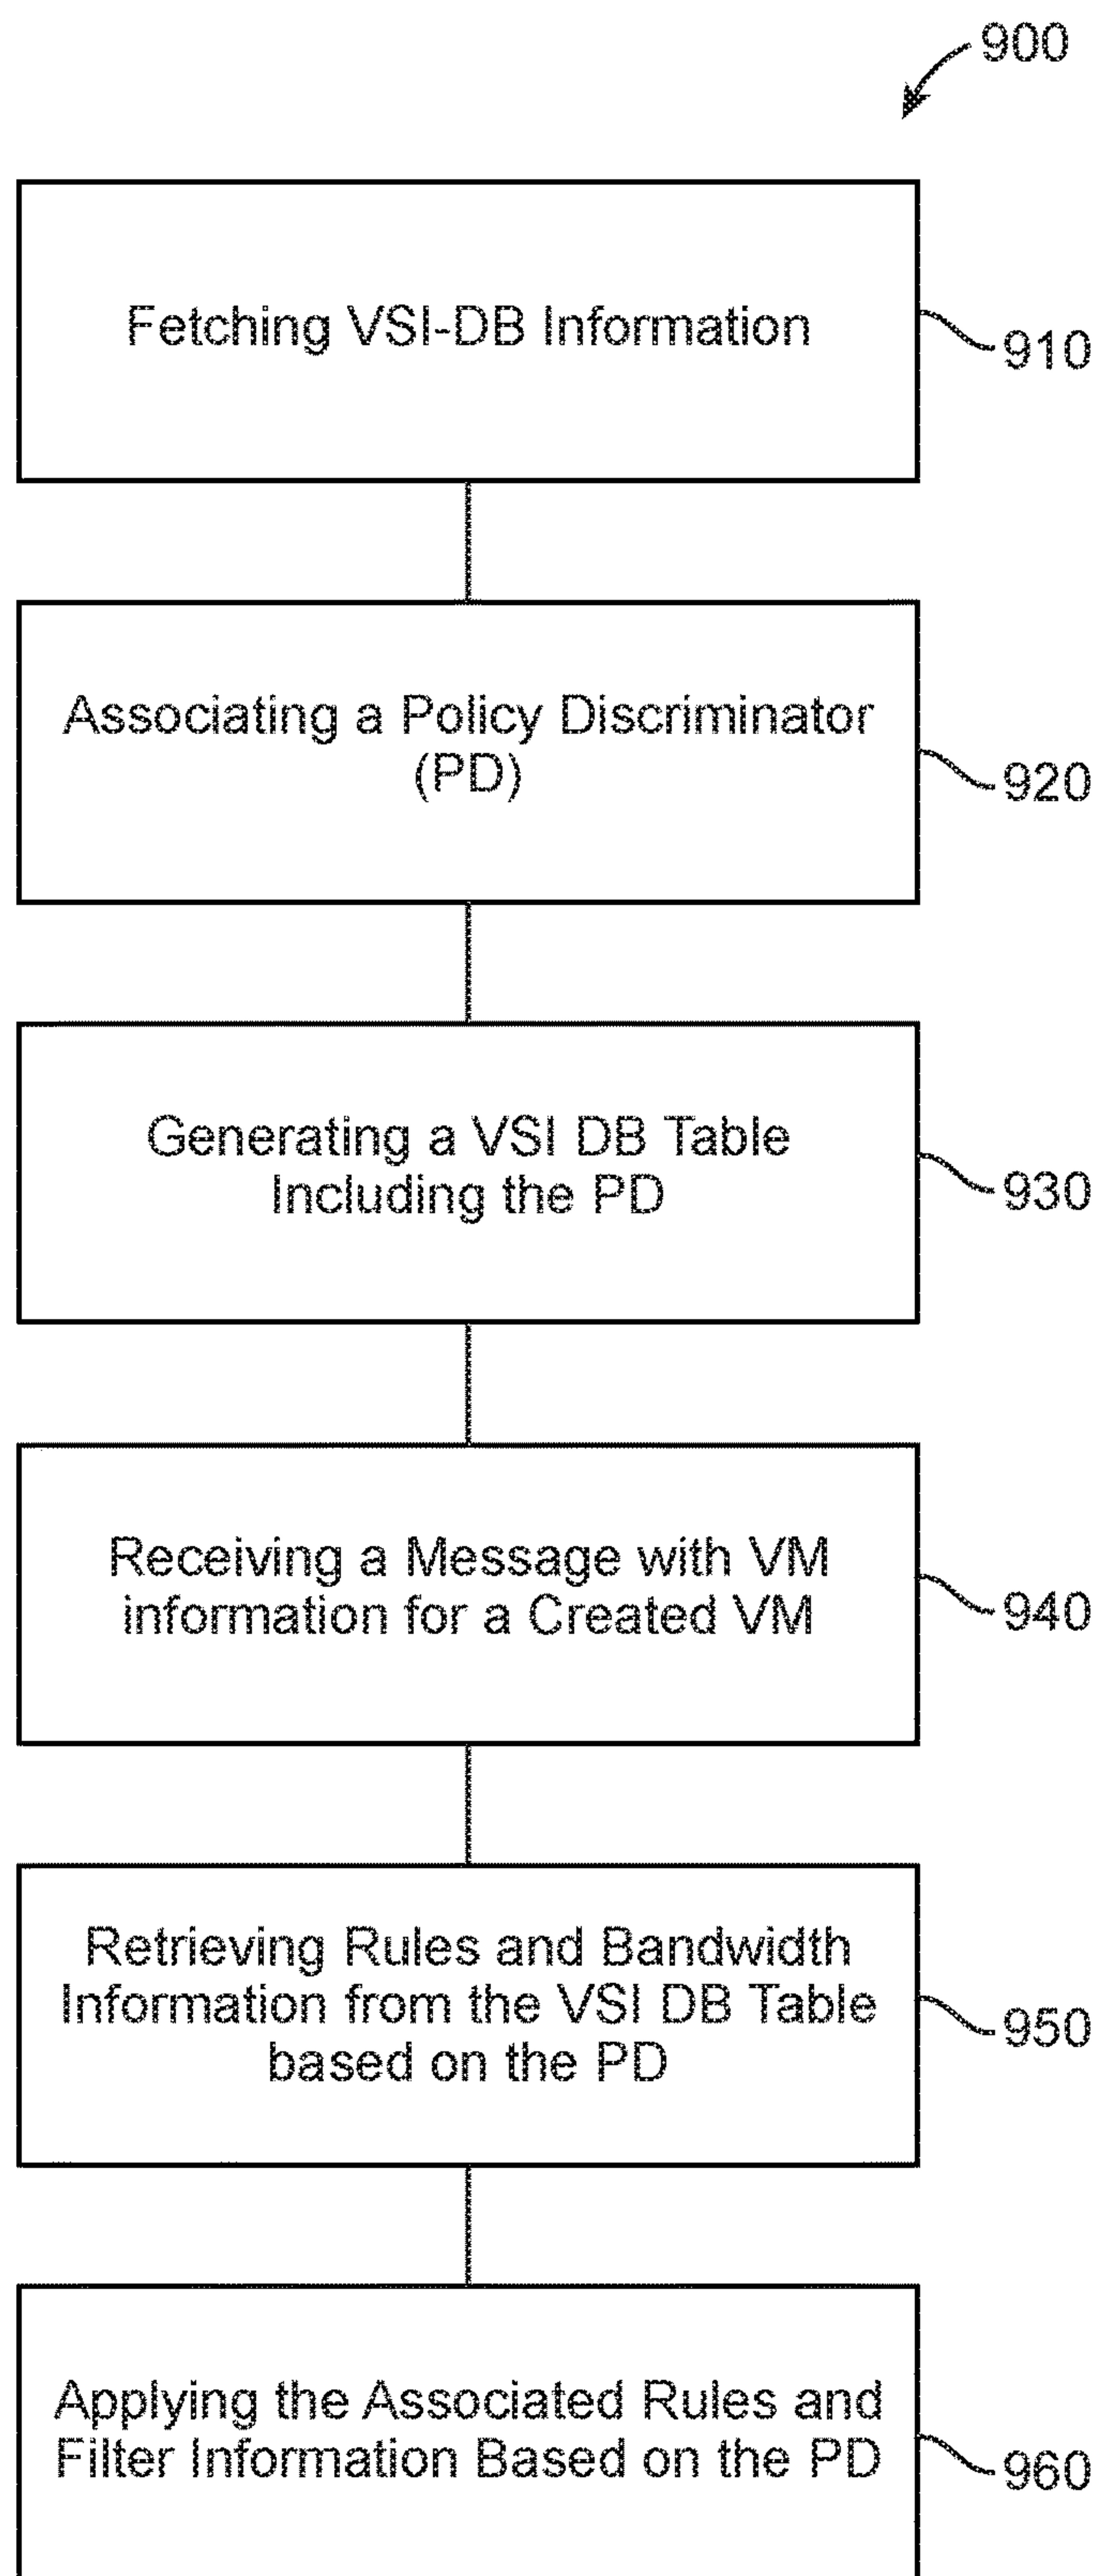 900
Fetching VSI-DB Information
910
Associating a Policy Discriminator
(PD)
920
Generating a VSI DB Table
Including the PD
930
Receiving a Message with VM
information for a Created VM
940
Retrieving Rules and Bandwidth
Information from the VSI DB Table
based on the PD
950
Applying the Associated Rules and
Filter Information Based on the PD
960